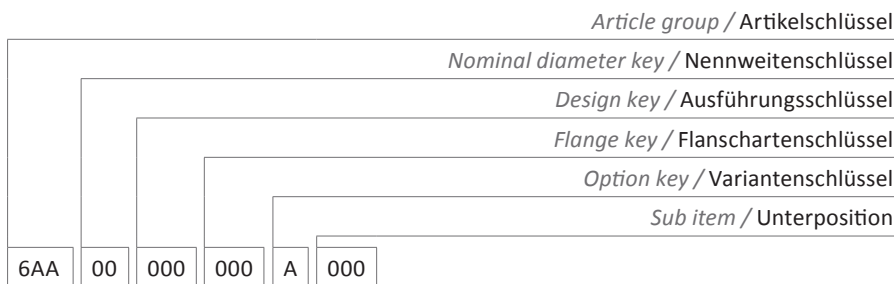 Article group / Artikelschlüssel
Nominal diameter key / Nennweitenschlüssel
Design key / Ausführungsschlüssel
Flange key / Flanschartenschlüssel
Option key / Variantenschlüssel
Sub item / Unterposition
6AA 00 000 000 A 000